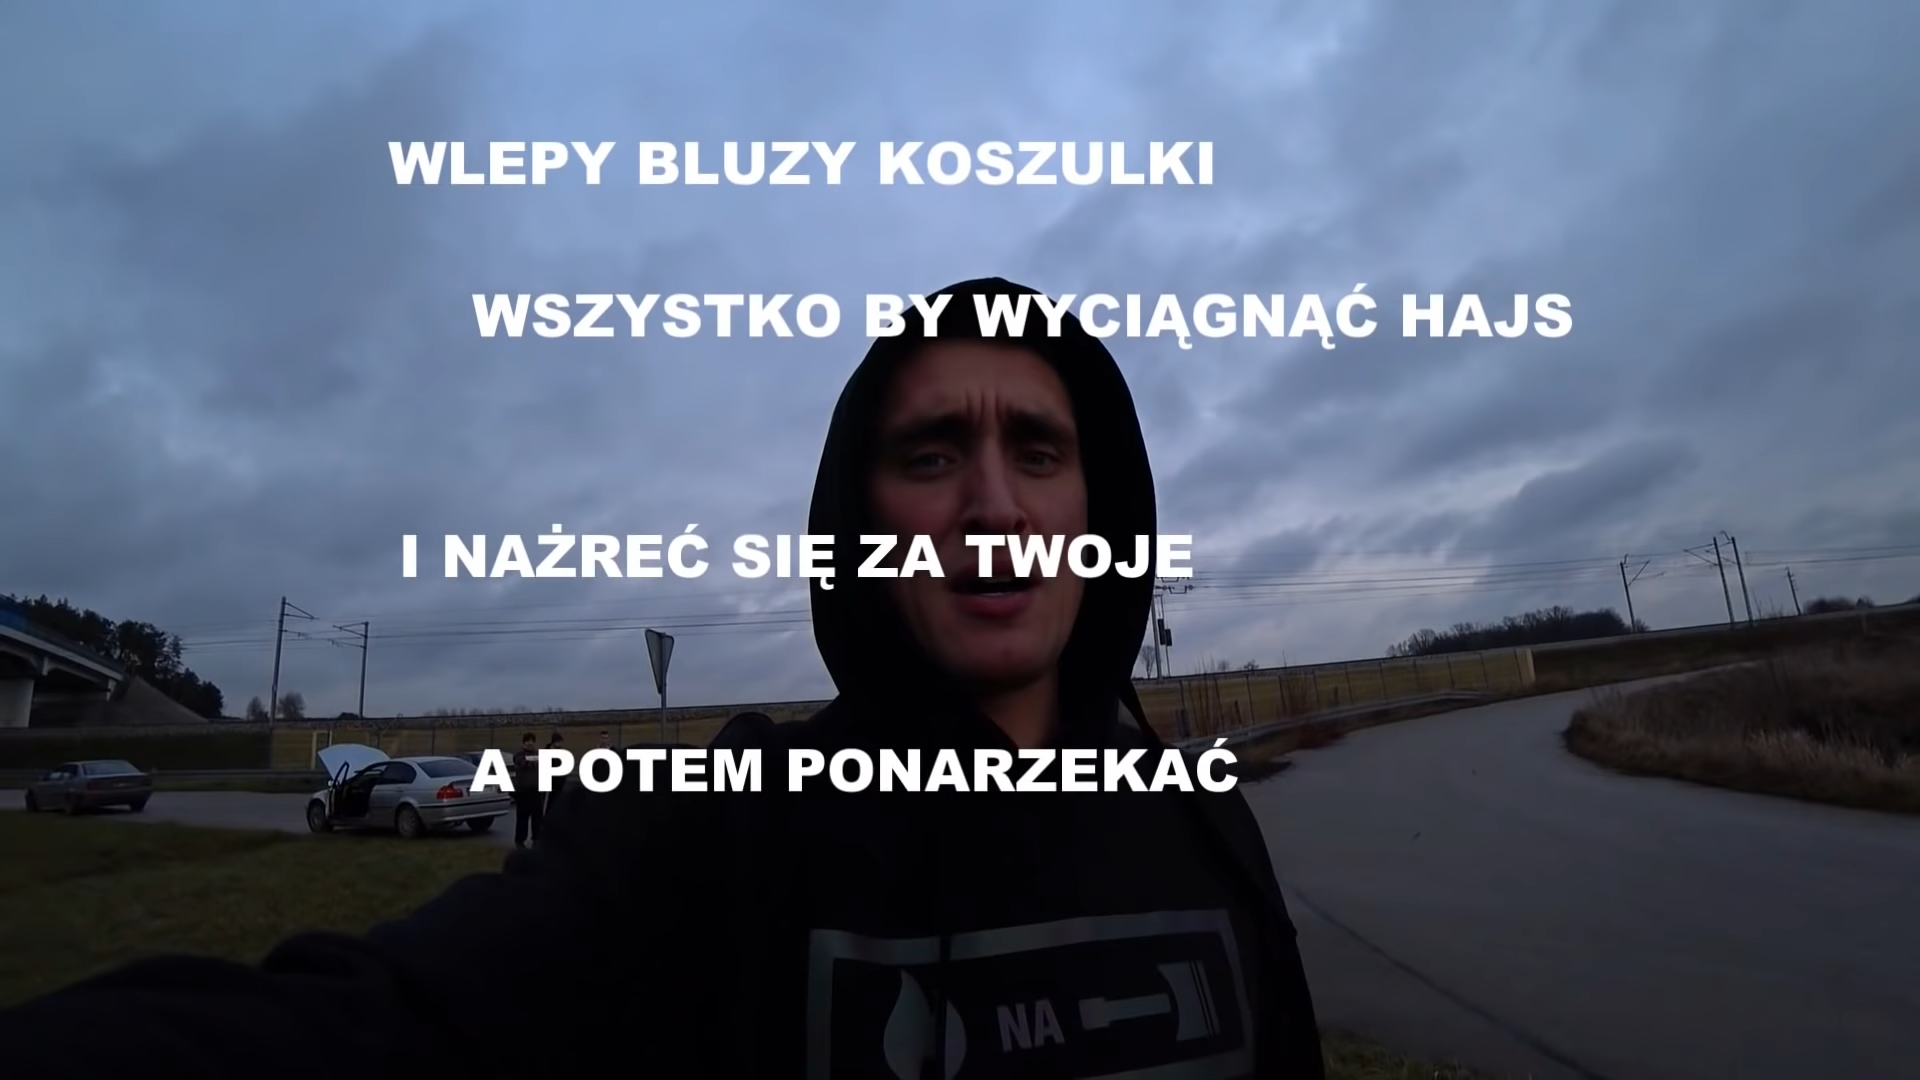 WLEPY BLUZY KOSZULKI
WSZYSTKO BY WYCIĄGNĄĆ HAJS
I NAŻREĆ SIĘ ZA TWOJE
A POTEM PONARZEKAĆ
NA